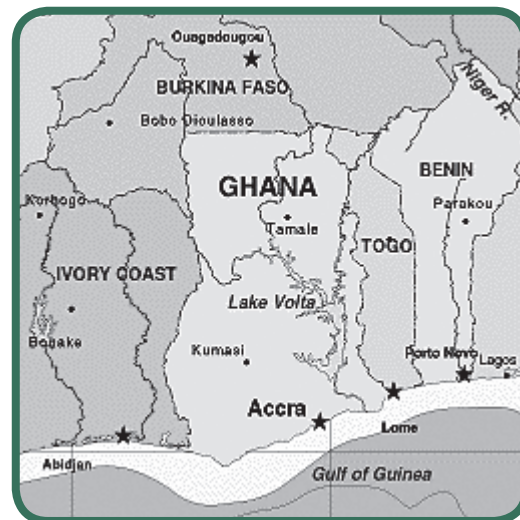 Ouagadougou
BURKINA FASO
Niger R.
Bobo Dioulasso
BENIN
GHANA
Korhogo
Parakou
Tamale
TOGO
IVORY COAST
Lake Volta
Bouake
Kumasi
Porto Novo
Lagos
Accra
Lome
Abidjan
Gulf of Guinea